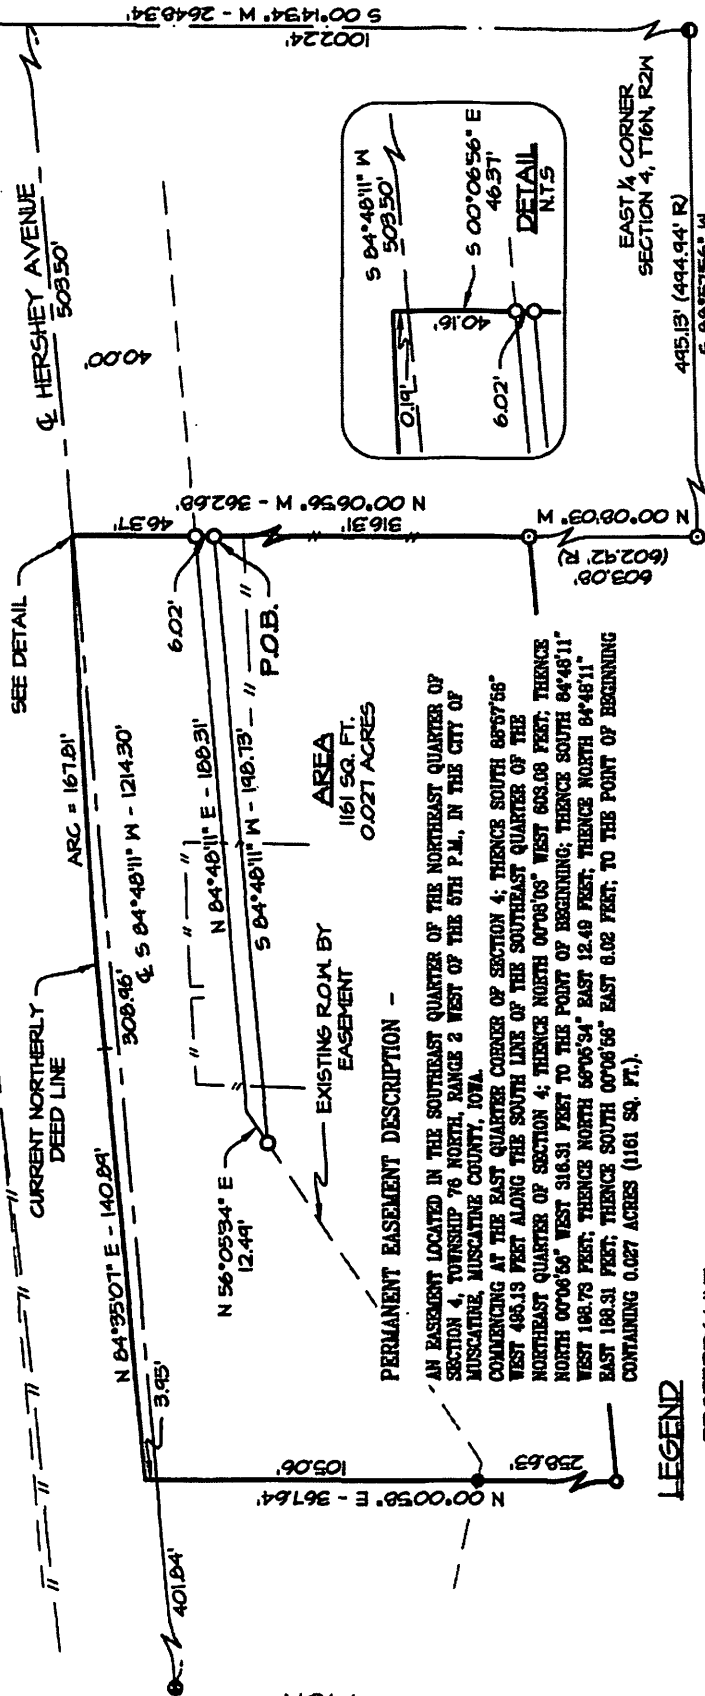 S 00°14'34" W - 2648.34'
1002.24'
℄ HERSHEY AVENUE
503.50'
40.00'
SEE DETAIL
ARC = 167.81'
CURRENT NORTHERLY
DEED LINE
308.96'
℄ S 84°48'11" W - 1214.30'
N 84°35'07" E - 140.89'
3.95'
401.84'
S 84°48'11" W
503.50'
0.19'
40.16'
S 00°06'56" E
46.37'
6.02'
DETAIL
N.T.S
EAST ¼ CORNER
SECTION 4, T76N, R2W
495.13' (494.94' R)
N 00°06'56" W - 362.68'
46.37'
316.31'
6.02'
P.O.B.
N 00°08'03" W
603.08'
(602.92' R)
N 84°48'11" E - 188.31'
S 84°48'11" W - 198.73'
AREA
1161 SQ. FT.
0.027 ACRES
EXISTING R.O.W. BY
EASEMENT
N 56°05'34" E
12.49'
N 00°00'58" E - 367.64'
105.06'
258.63'
PERMANENT EASEMENT DESCRIPTION -
AN EASEMENT LOCATED IN THE SOUTHEAST QUARTER OF THE NORTHEAST QUARTER OF
SECTION 4, TOWNSHIP 76 NORTH, RANGE 2 WEST OF THE 5TH P.M., IN THE CITY OF
MUSCATINE, MUSCATINE COUNTY, IOWA.
COMMENCING AT THE EAST QUARTER CORNER OF SECTION 4; THENCE SOUTH 88°57'56"
WEST 495.13 FEET ALONG THE SOUTH LINE OF THE SOUTHEAST QUARTER OF THE
NORTHEAST QUARTER OF SECTION 4; THENCE NORTH 00°08'03" WEST 603.08 FEET; THENCE
NORTH 00°06'56" WEST 316.31 FEET TO THE POINT OF BEGINNING; THENCE SOUTH 84°48'11"
WEST 198.73 FEET; THENCE NORTH 56°05'34" EAST 12.49 FEET; THENCE NORTH 84°48'11"
EAST 188.31 FEET; THENCE SOUTH 00°06'56" EAST 6.02 FEET; TO THE POINT OF BEGINNING
CONTAINING 0.027 ACRES (1161 SQ. FT.).
LEGEND